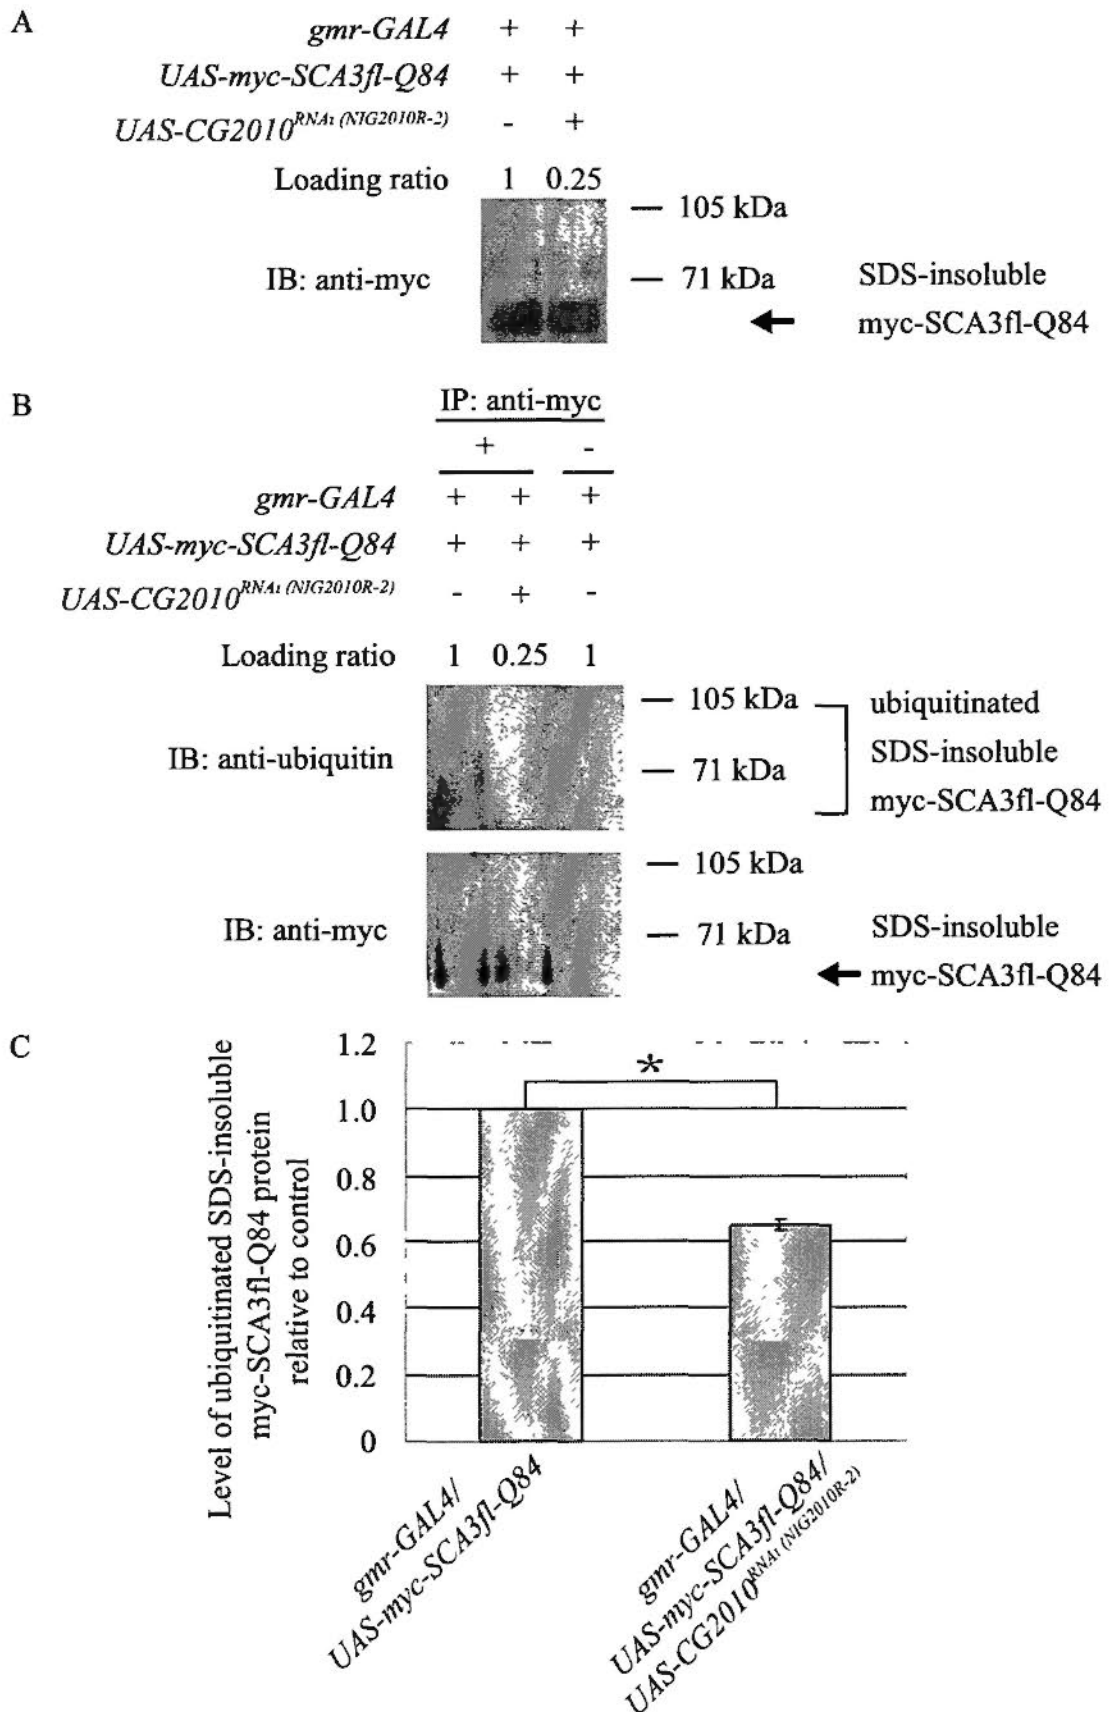 A
gmr-GAL4 + +
UAS-myc-SCA3fl-Q84 + +
UAS-CG2010RNAi (NIG2010R-2) - +
Loading ratio 1 0.25
105 kDa
IB: anti-myc
71 kDa
SDS-insoluble
myc-SCA3fl-Q84
B
IP: anti-myc
+ -
gmr-GAL4 + + +
UAS-myc-SCA3fl-Q84 + + +
UAS-CG2010RNAi (NIG2010R-2) - + -
Loading ratio 1 0.25 1
105 kDa
ubiquitinated
IB: anti-ubiquitin
71 kDa
SDS-insoluble
myc-SCA3fl-Q84
105 kDa
IB: anti-myc
71 kDa
SDS-insoluble
myc-SCA3fl-Q84
C
Level of ubiquitinated SDS-insoluble
myc-SCA3fl-Q84 protein
relative to control
1.2
1.0
0.8
0.6
0.4
0.2
0
*
gmr-GAL4/
UAS-myc-SCA3fl-Q84
gmr-GAL4/
UAS-myc-SCA3fl-Q84/
UAS-CG2010RNAi (NIG2010R-2)